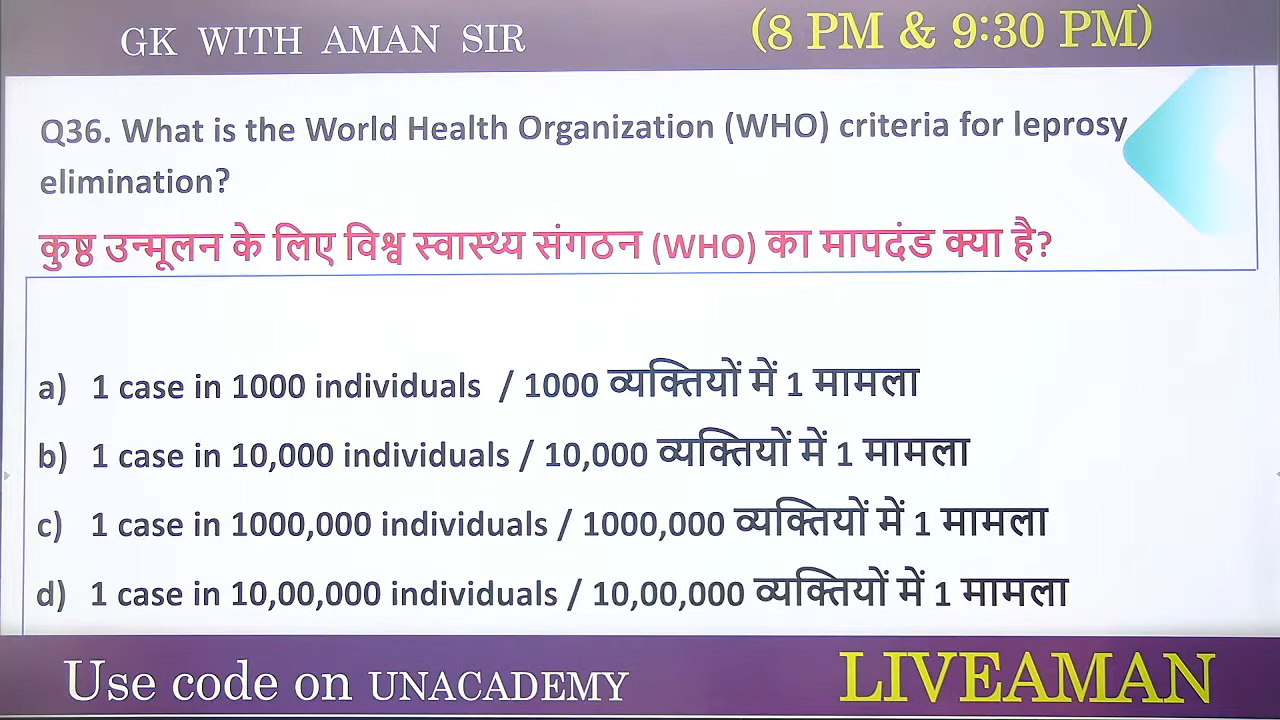 GK WITH AMAN SIR
(8 PM & 9:30 PM)
Q36. What is the World Health Organization (WHO) criteria for leprosy
elimination?
कुष्ठ उन्मूलन के लिए विश्व स्वास्थ्य संगठन (WHO) का मापदंड क्या है?
a) 1 case in 1000 individuals / 1000 व्यक्तियों में 1 मामला
b) 1 case in 10,000 individuals / 10,000 व्यक्तियों में 1 मामला
c) 1 case in 1000,000 individuals / 1000,000 व्यक्तियों में 1 मामला
d) 1 case in 10,00,000 individuals / 10,00,000 व्यक्तियों में 1 मामला
Use code on UNACADEMY
LIVEAMAN